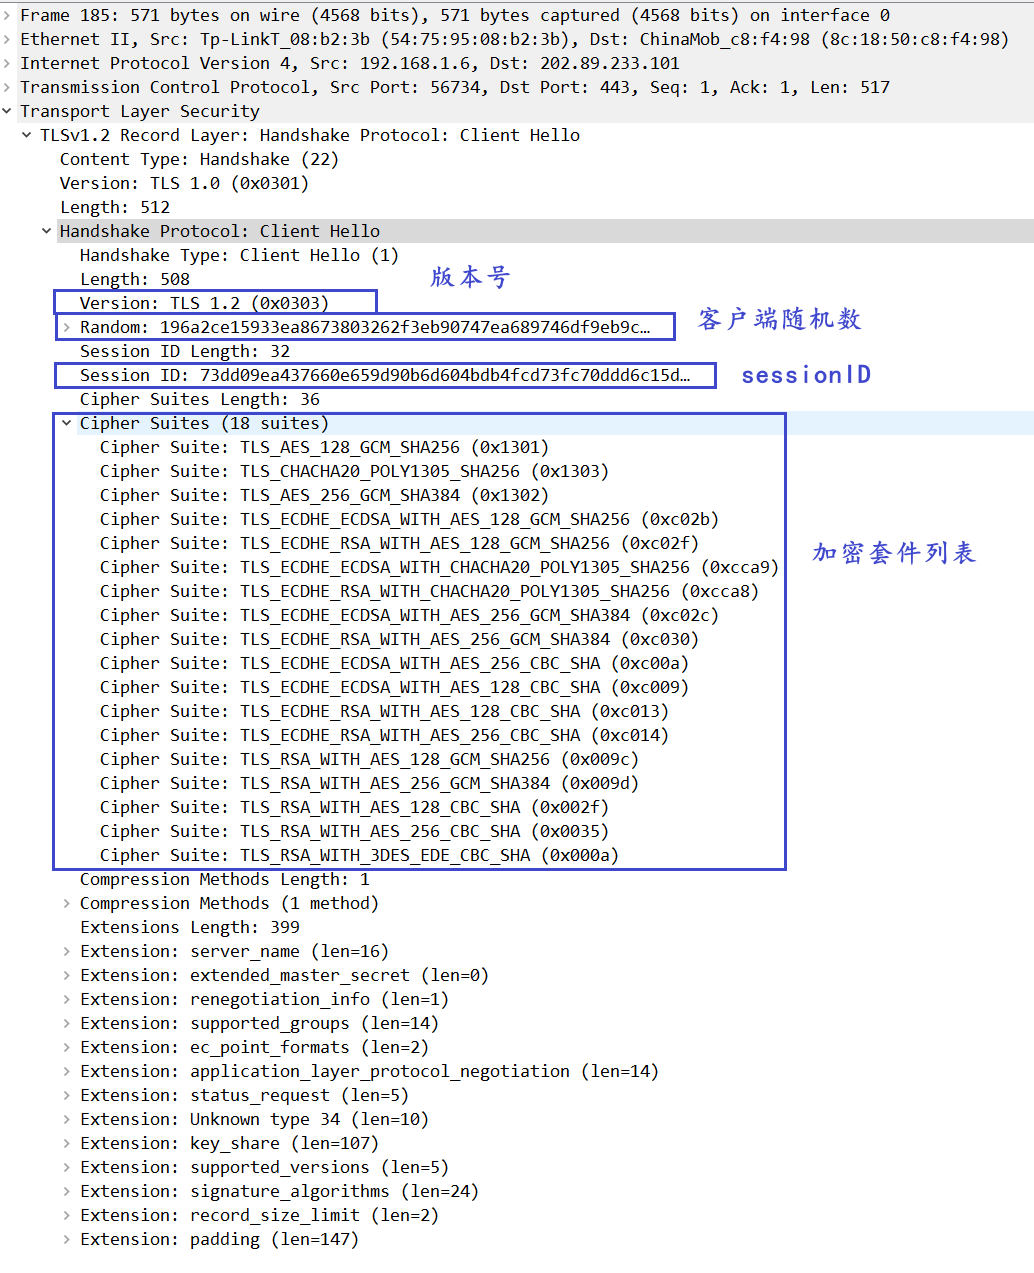 Frame 185: 571 bytes on wire (4568 bits), 571 bytes captured (4568 bits) on interface 0
Ethernet II, Src: Tp-LinkT_08:b2:3b (54:75:95:08:b2:3b), Dst: ChinaMob_c8:f4:98 (8c:18:50:c8:f4:98)
Internet Protocol Version 4, Src: 192.168.1.6, Dst: 202.89.233.101
Transmission Control Protocol, Src Port: 56734, Dst Port: 443, Seq: 1, Ack: 1, Len: 517
Transport Layer Security
TLSv1.2 Record Layer: Handshake Protocol: Client Hello
Content Type: Handshake (22)
Version: TLS 1.0 (0x0301)
Length: 512
Handshake Protocol: Client Hello
Handshake Type: Client Hello (1)
Length: 508
版本号
Version: TLS 1.2 (0x0303)
Random: 196a2ce15933ea8673803262f3eb90747ea689746df9eb9c…
客户端随机数
Session ID Length: 32
Session ID: 73dd09ea437660e659d90b6d604bdb4fcd73fc70ddd6c15d…
sessionID
Cipher Suites Length: 36
Cipher Suites (18 suites)
Cipher Suite: TLS_AES_128_GCM_SHA256 (0x1301)
Cipher Suite: TLS_CHACHA20_POLY1305_SHA256 (0x1303)
Cipher Suite: TLS_AES_256_GCM_SHA384 (0x1302)
Cipher Suite: TLS_ECDHE_ECDSA_WITH_AES_128_GCM_SHA256 (0xc02b)
Cipher Suite: TLS_ECDHE_RSA_WITH_AES_128_GCM_SHA256 (0xc02f)
加密套件列表
Cipher Suite: TLS_ECDHE_ECDSA_WITH_CHACHA20_POLY1305_SHA256 (0xcca9)
Cipher Suite: TLS_ECDHE_RSA_WITH_CHACHA20_POLY1305_SHA256 (0xcca8)
Cipher Suite: TLS_ECDHE_ECDSA_WITH_AES_256_GCM_SHA384 (0xc02c)
Cipher Suite: TLS_ECDHE_RSA_WITH_AES_256_GCM_SHA384 (0xc030)
Cipher Suite: TLS_ECDHE_ECDSA_WITH_AES_256_CBC_SHA (0xc00a)
Cipher Suite: TLS_ECDHE_ECDSA_WITH_AES_128_CBC_SHA (0xc009)
Cipher Suite: TLS_ECDHE_RSA_WITH_AES_128_CBC_SHA (0xc013)
Cipher Suite: TLS_ECDHE_RSA_WITH_AES_256_CBC_SHA (0xc014)
Cipher Suite: TLS_RSA_WITH_AES_128_GCM_SHA256 (0x009c)
Cipher Suite: TLS_RSA_WITH_AES_256_GCM_SHA384 (0x009d)
Cipher Suite: TLS_RSA_WITH_AES_128_CBC_SHA (0x002f)
Cipher Suite: TLS_RSA_WITH_AES_256_CBC_SHA (0x0035)
Cipher Suite: TLS_RSA_WITH_3DES_EDE_CBC_SHA (0x000a)
Compression Methods Length: 1
Compression Methods (1 method)
Extensions Length: 399
Extension: server_name (len=16)
Extension: extended_master_secret (len=0)
Extension: renegotiation_info (len=1)
Extension: supported_groups (len=14)
Extension: ec_point_formats (len=2)
Extension: application_layer_protocol_negotiation (len=14)
Extension: status_request (len=5)
Extension: Unknown type 34 (len=10)
Extension: key_share (len=107)
Extension: supported_versions (len=5)
Extension: signature_algorithms (len=24)
Extension: record_size_limit (len=2)
Extension: padding (len=147)